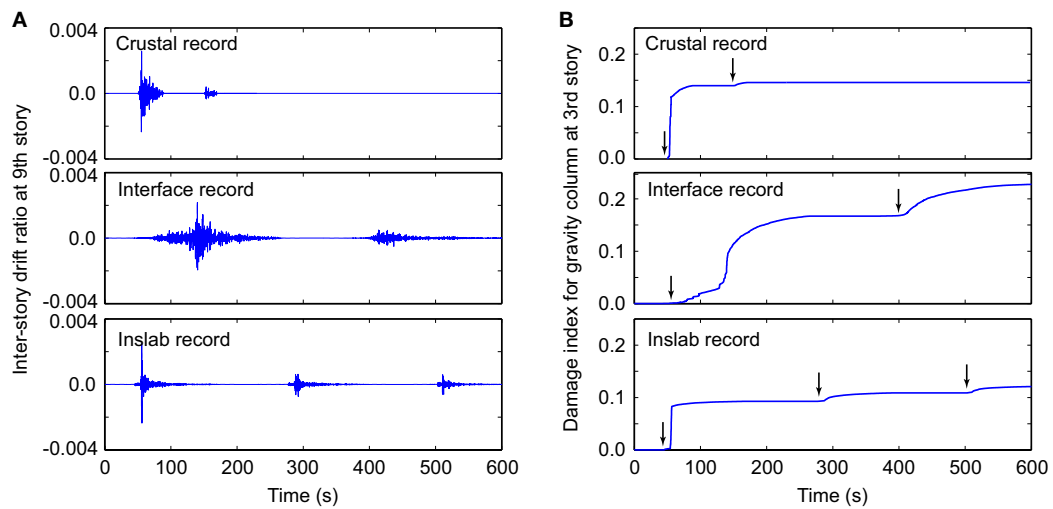 A
Inter-story drift ratio at 9th story
0.004
Crustal record
0.0
-0.004
0.004
Interface record
0.0
-0.004
0.004
Inslab record
0.0
-0.004
0 100 200 300 400 500 600
Time (s)
B
Damage index for gravity column at 3rd story
Crustal record
0.2
0.1
0.0
Interface record
0.2
0.1
0.0
Inslab record
0.2
0.1
0.0
0 100 200 300 400 500 600
Time (s)